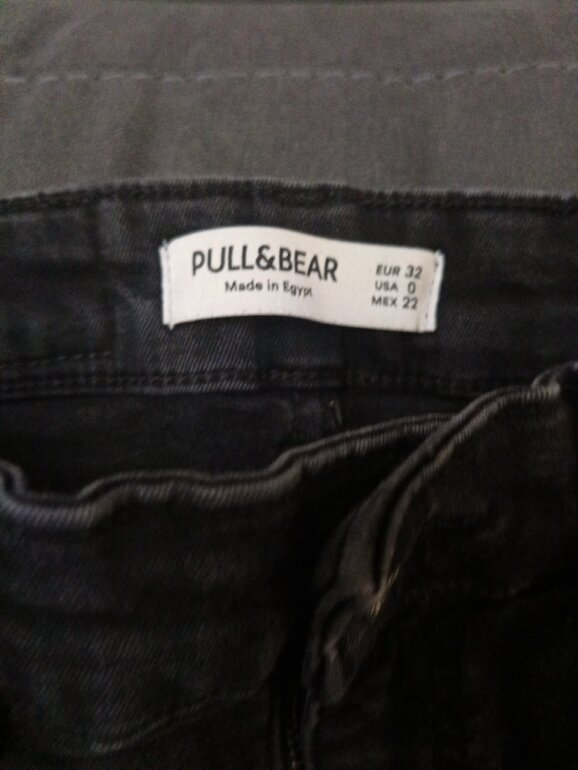 PULL&BEAR
Made in Egypt
EUR 32
USA 0
MEX 22